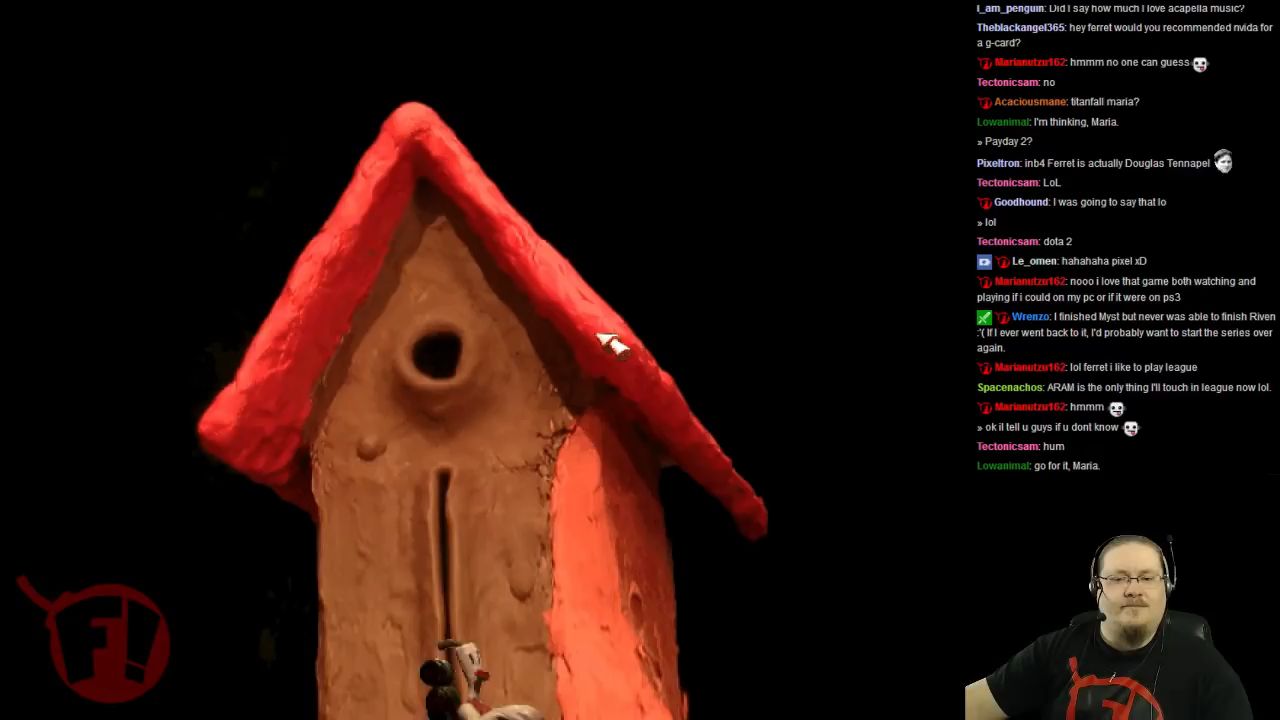 I_am_penguin: Did I say how much I love acapella music?
Theblackangel365: hey ferret would you recommended nvida for
a g-card?
Marianutzu162: hmmm no one can guess
Tectonicsam: no
Acaciousmane: titanfall maria?
Lowanimal: I'm thinking, Maria.
» Payday 2?
Pixeltron: inb4 Ferret is actually Douglas Tennapel
Tectonicsam: LoL
Goodhound: I was going to say that lo
» lol
Tectonicsam: dota 2
Le_omen: hahahaha pixel xD
Marianutzu162: nooo i love that game both watching and
playing if i could on my pc or if it were on ps3
Wrenzo: I finished Myst but never was able to finish Riven
:'( If I ever went back to it, I'd probably want to start the series over
again.
Marianutzu162: lol ferret i like to play league
Spacenachos: ARAM is the only thing I'll touch in league now lol.
Marianutzu162: hmmm
» ok il tell u guys if u dont know
Tectonicsam: hum
Lowanimal: go for it, Maria.
F!